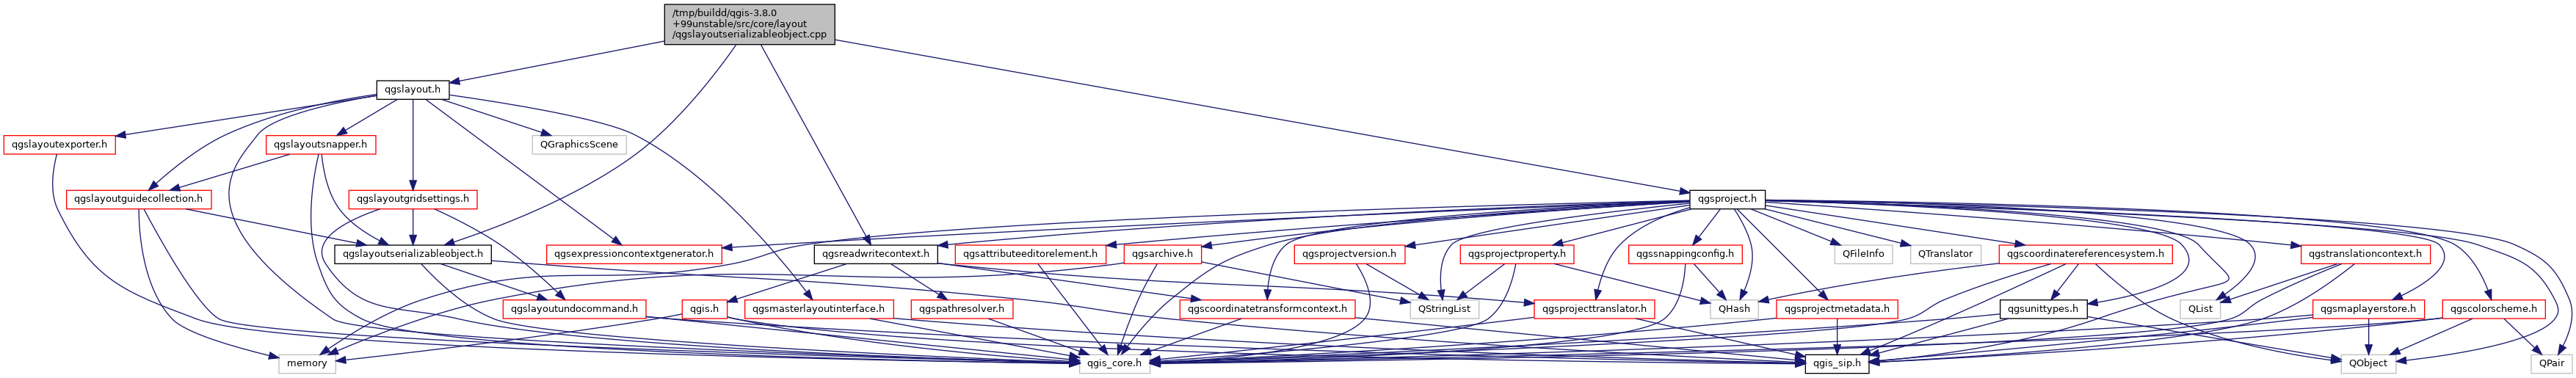 /tmp/buildd/qgis-3.8.0
+99unstable/src/core/layout
/qgslayoutserializableobject.cpp
qgslayout.h
qgslayoutexporter.h
qgslayoutsnapper.h
QGraphicsScene
qgslayoutguidecollection.h
qgslayoutgridsettings.h
qgsproject.h
qgslayoutserializableobject.h
qgsexpressioncontextgenerator.h
qgsreadwritecontext.h
qgsattributeeditorelement.h
qgsarchive.h
qgsprojectversion.h
qgsprojectproperty.h
qgssnappingconfig.h
QFileInfo
QTranslator
qgscoordinatereferencesystem.h
qgstranslationcontext.h
qgslayoutundocommand.h
qgis.h
qgsmasterlayoutinterface.h
qgspathresolver.h
qgscoordinatetransformcontext.h
QStringList
qgsprojecttranslator.h
QHash
qgsprojectmetadata.h
qgsunittypes.h
QList
qgsmaplayerstore.h
qgscolorscheme.h
memory
qgis_core.h
qgis_sip.h
QObject
QPair